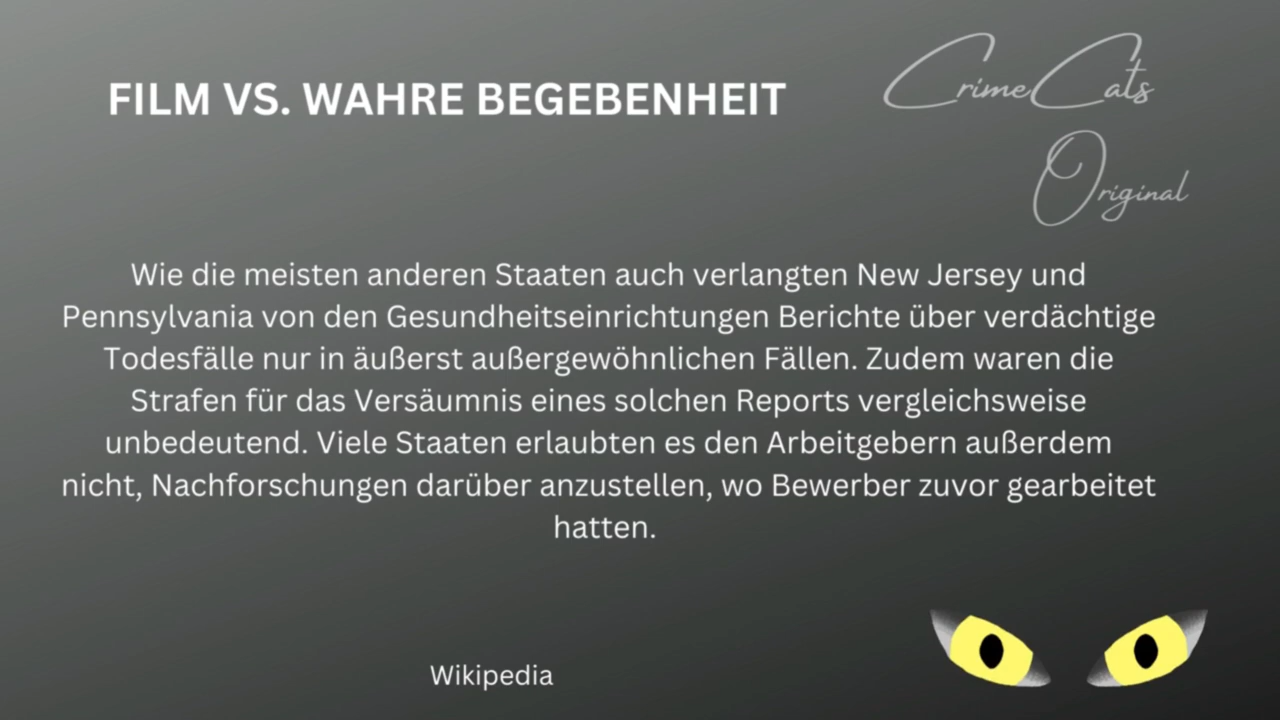 FILM VS. WAHRE BEGEBENHEIT
CrimeCats
Original
Wie die meisten anderen Staaten auch verlangten New Jersey und
Pennsylvania von den Gesundheitseinrichtungen Berichte über verdächtige
Todesfälle nur in äußerst außergewöhnlichen Fällen. Zudem waren die
Strafen für das Versäumnis eines solchen Reports vergleichsweise
unbedeutend. Viele Staaten erlaubten es den Arbeitgebern außerdem
nicht, Nachforschungen darüber anzustellen, wo Bewerber zuvor gearbeitet
hatten.
Wikipedia